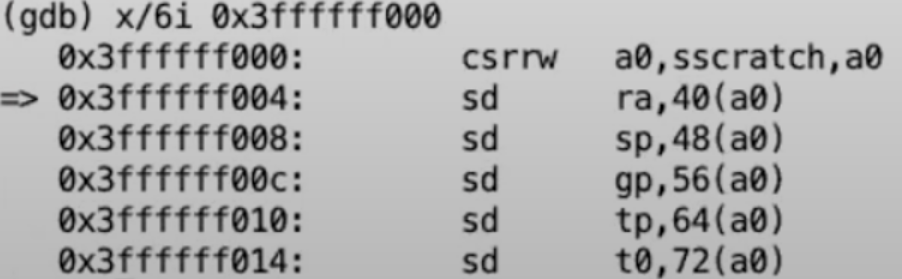 (gdb) x/6i 0x3ffffff000
0x3ffffff000: csrrw a0,sscratch,a0
=> 0x3ffffff004: sd ra,40(a0)
0x3ffffff008: sd sp,48(a0)
0x3ffffff00c: sd gp,56(a0)
0x3ffffff010: sd tp,64(a0)
0x3ffffff014: sd t0,72(a0)